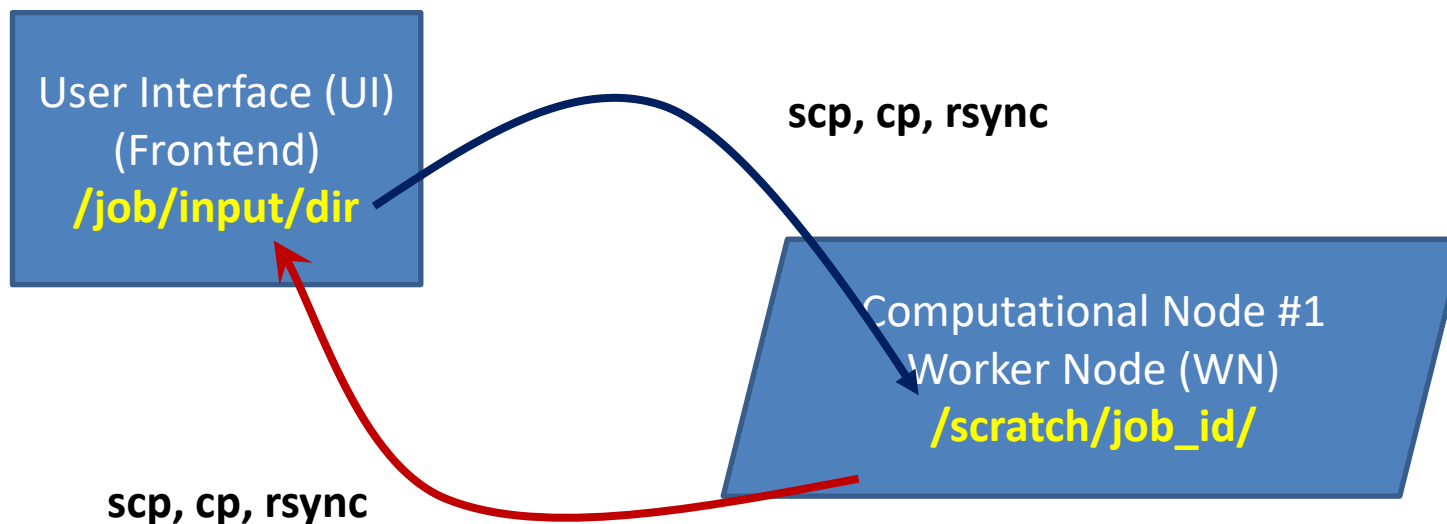 User Interface (UI)
(Frontend)
/job/input/dir
scp, cp, rsync
Computational Node #1
Worker Node (WN)
/scratch/job_id/
scp, cp, rsync